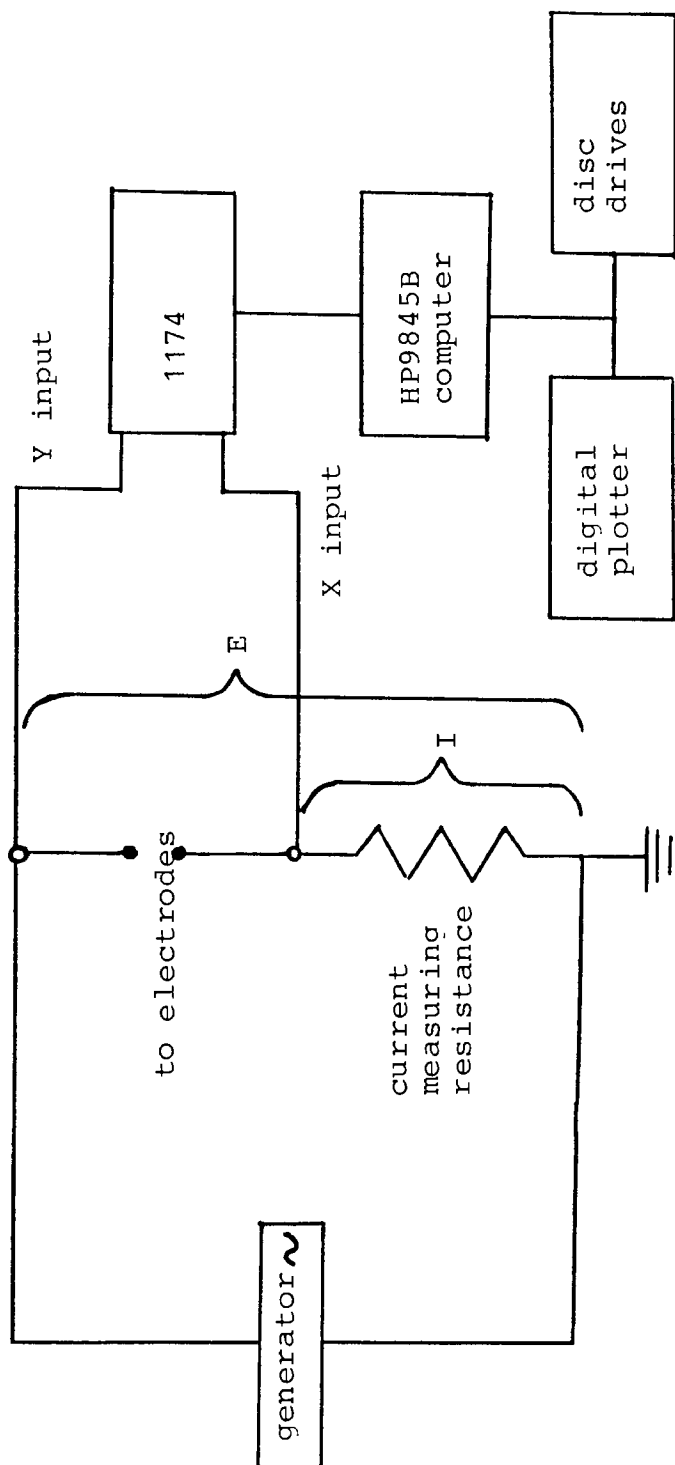 generator
to electrodes
current
measuring
resistance
E
I
Y input
X input
1174
HP9845B
computer
digital
plotter
disc
drives